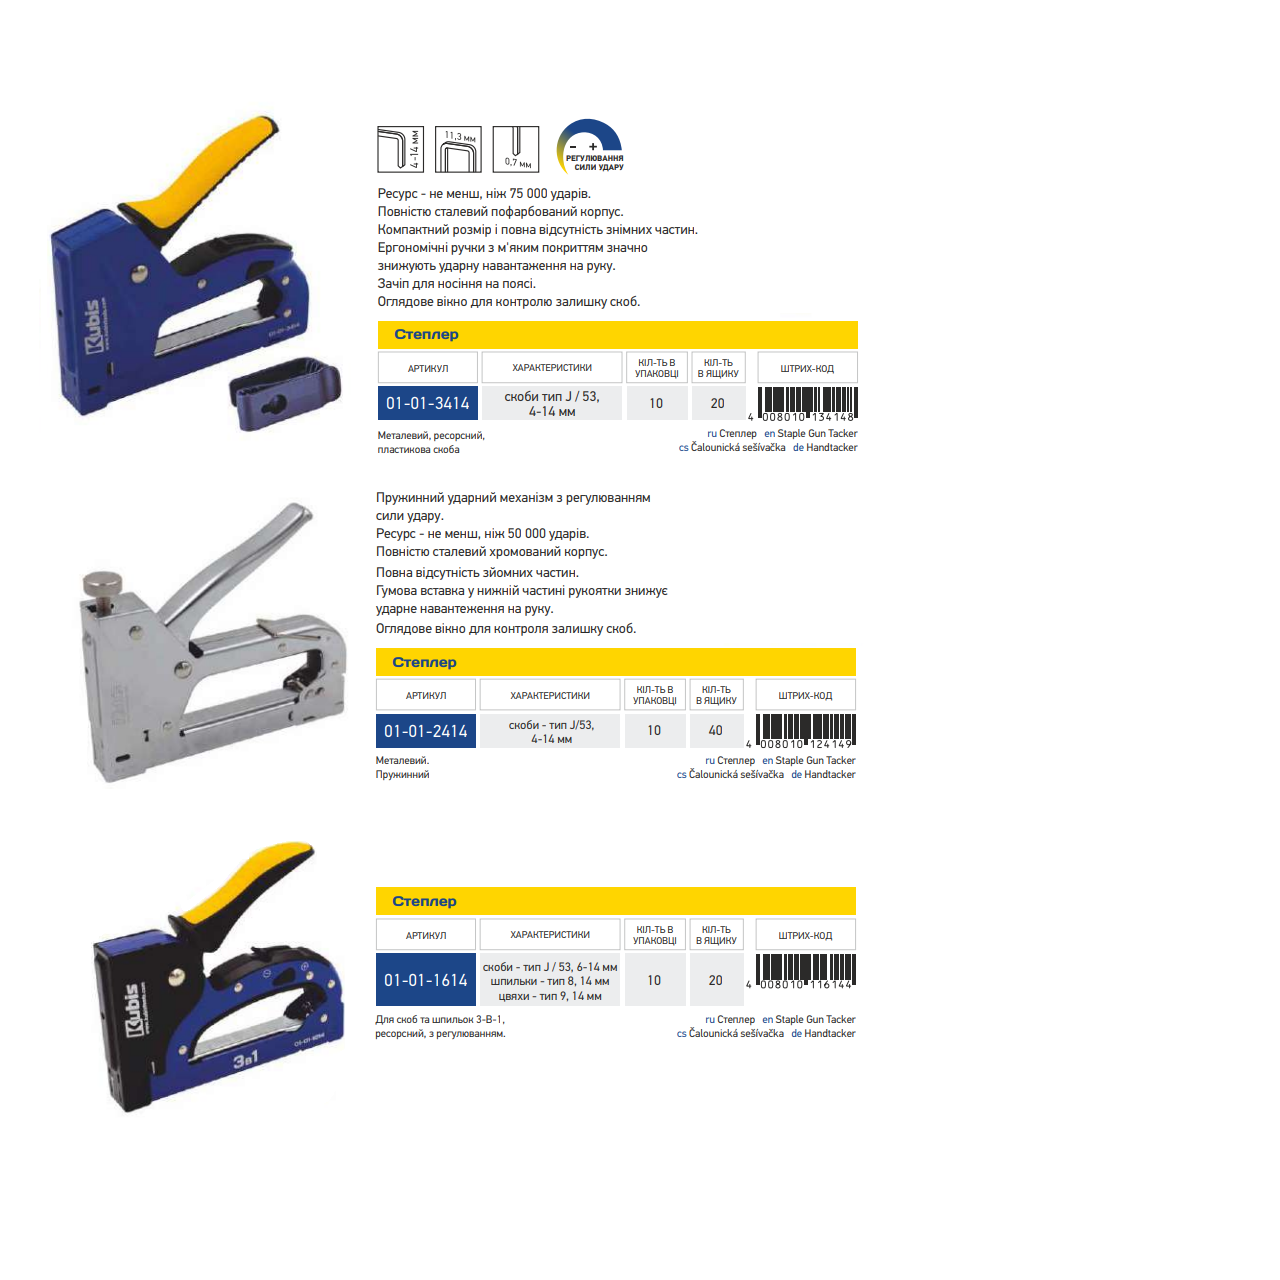 4-14 мм
11,3 мм
0,7 мм
- +
РЕГУЛЮВАННЯ
СИЛИ УДАРУ
Ресурс - не менш, ніж 75 000 ударів.
Повністю сталевий пофарбований корпус.
Компактний розмір і повна відсутність знімних частин.
Ергономічні ручки з м'яким покриттям значно
знижують ударну навантаження на руку.
Зачіп для носіння на поясі.
Оглядове вікно для контролю залишку скоб.
Kubis
www.kubistools.com
01-01-3414
Степлер
АРТИКУЛ ХАРАКТЕРИСТИКИ КІЛ-ТЬ В УПАКОВЦІ КІЛ-ТЬ В ЯЩИКУ ШТРИХ-КОД
01-01-3414 скоби тип J / 53, 4-14 мм 10 20 4 008010 134148
Металевий, ресорсний,
пластикова скоба
ru Степлер en Staple Gun Tacker
cs Čalounická sešívačka de Handtacker
Пружинний ударний механізм з регулюванням
сили удару.
Ресурс - не менш, ніж 50 000 ударів.
Повністю сталевий хромований корпус.
Повна відсутність зйомних частин.
Гумова вставка у нижній частині рукоятки знижує
ударне навантеження на руку.
Оглядове вікно для контроля залишку скоб.
Степлер
АРТИКУЛ ХАРАКТЕРИСТИКИ КІЛ-ТЬ В УПАКОВЦІ КІЛ-ТЬ В ЯЩИКУ ШТРИХ-КОД
01-01-2414 скоби - тип J/53, 4-14 мм 10 40 4 008010 124149
Металевий.
Пружинний
ru Степлер en Staple Gun Tacker
cs Čalounická sešívačka de Handtacker
Kubis
www.kubistools.com
3в1
Степлер
АРТИКУЛ ХАРАКТЕРИСТИКИ КІЛ-ТЬ В УПАКОВЦІ КІЛ-ТЬ В ЯЩИКУ ШТРИХ-КОД
01-01-1614 скоби - тип J / 53, 6-14 мм шпильки - тип 8, 14 мм цвяхи - тип 9, 14 мм 10 20 4 008010 116144
Для скоб та шпильок 3-В-1,
ресорсний, з регулюванням.
ru Степлер en Staple Gun Tacker
cs Čalounická sešívačka de Handtacker